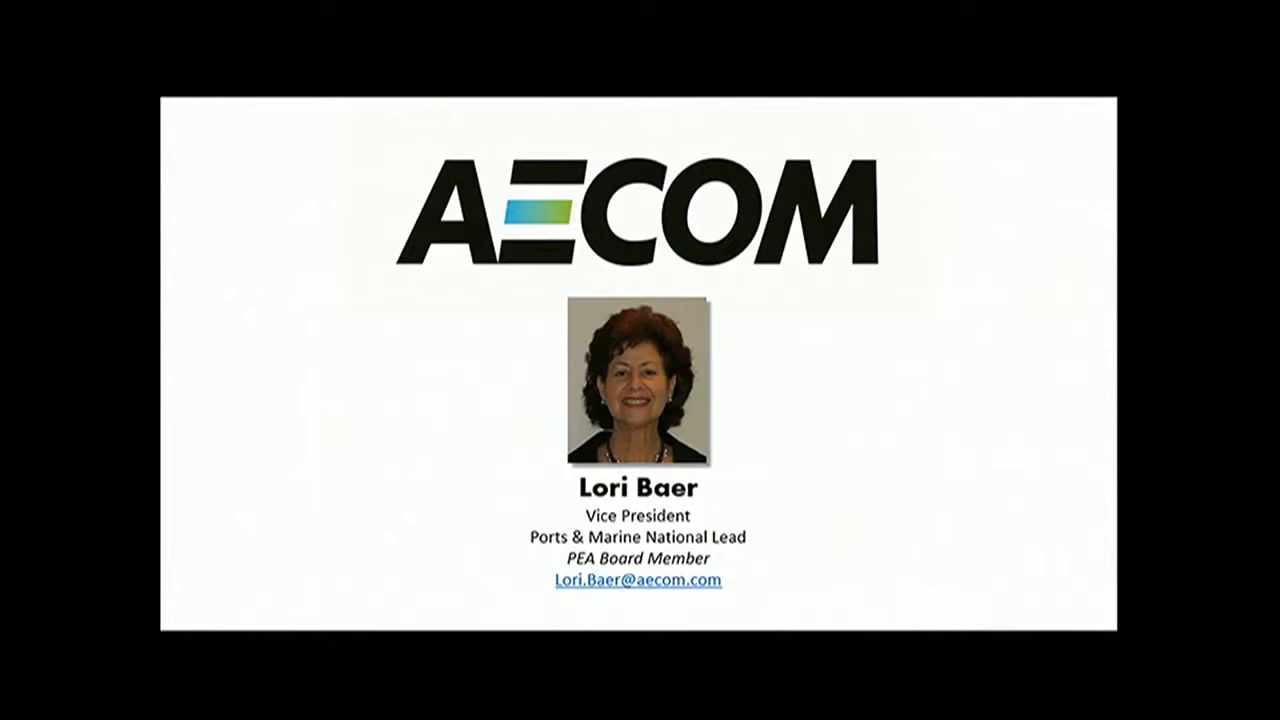 AECOM
Lori Baer
Vice President
Ports & Marine National Lead
PEA Board Member
Lori.Baer@aecom.com